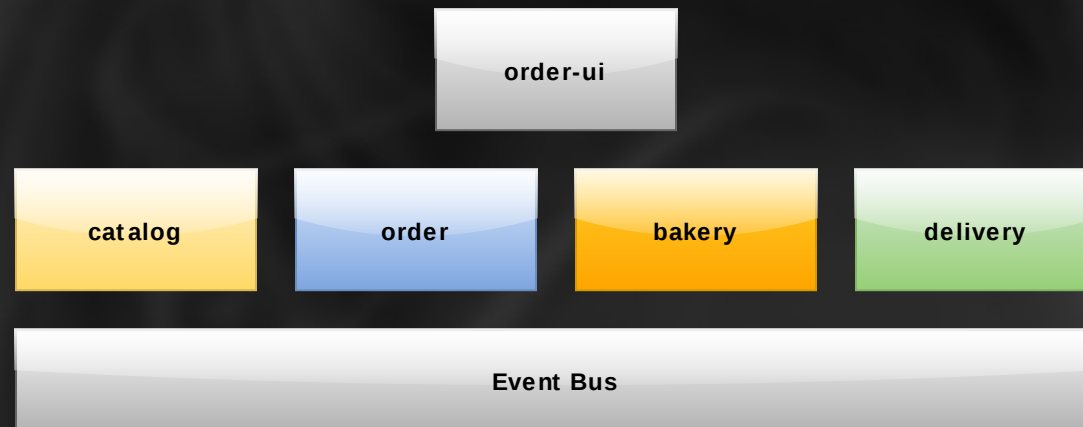 order-ui
catalog
order
bakery
delivery
Event Bus